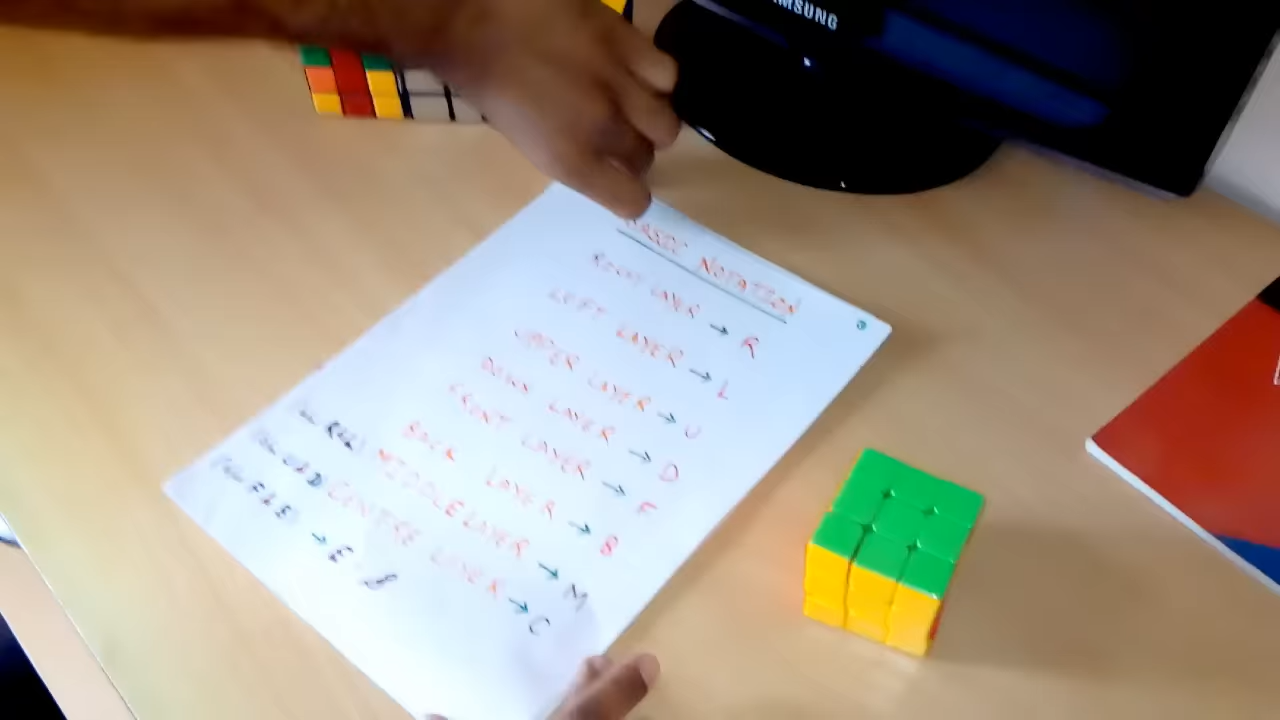 SAMSUNG
BASIC NOTATION
RIGHT LAYER → R
LEFT LAYER → L
UPPER LAYER → U
DOWN LAYER → D
FRONT LAYER → F
BACK LAYER → B
MIDDLE LAYER → M
CENTRE LAYER → C
→ E